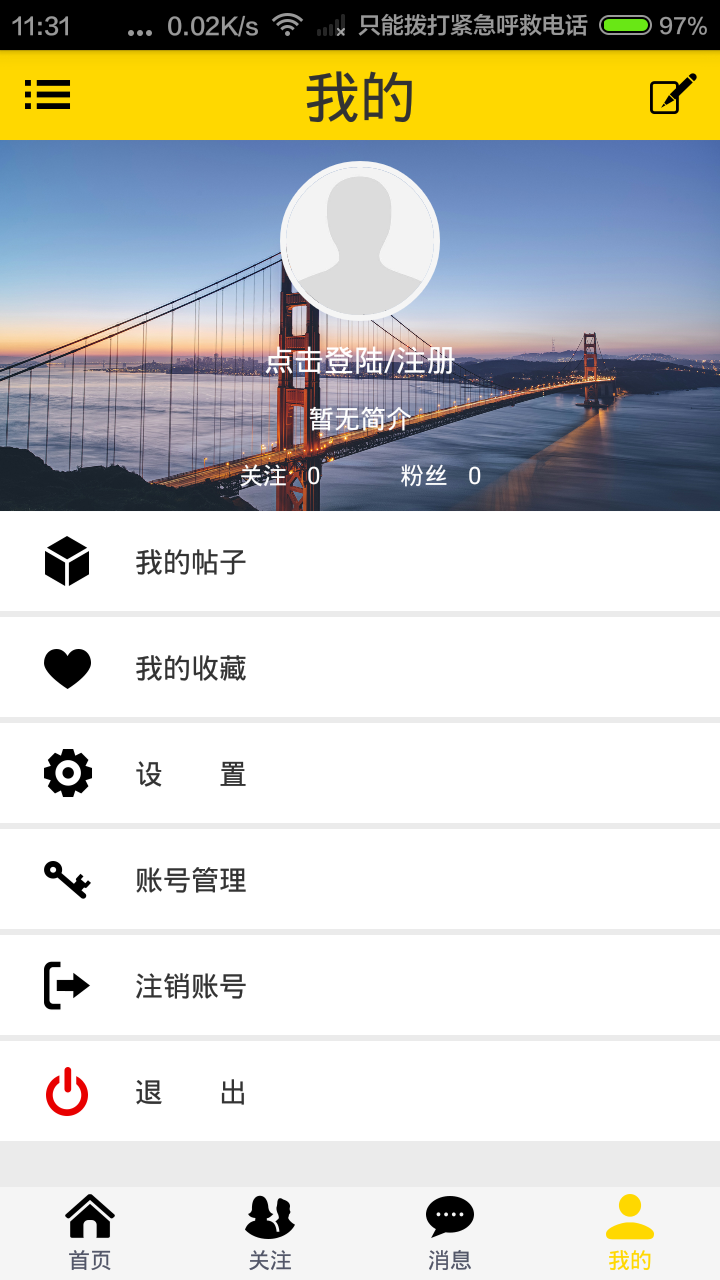 11:31 ... 0.02K/s 只能拨打紧急呼救电话 97%
我的
点击登陆/注册
暂无简介
关注 0 粉丝 0
我的帖子
我的收藏
设 置
账号管理
注销账号
退 出
首页 关注 消息 我的